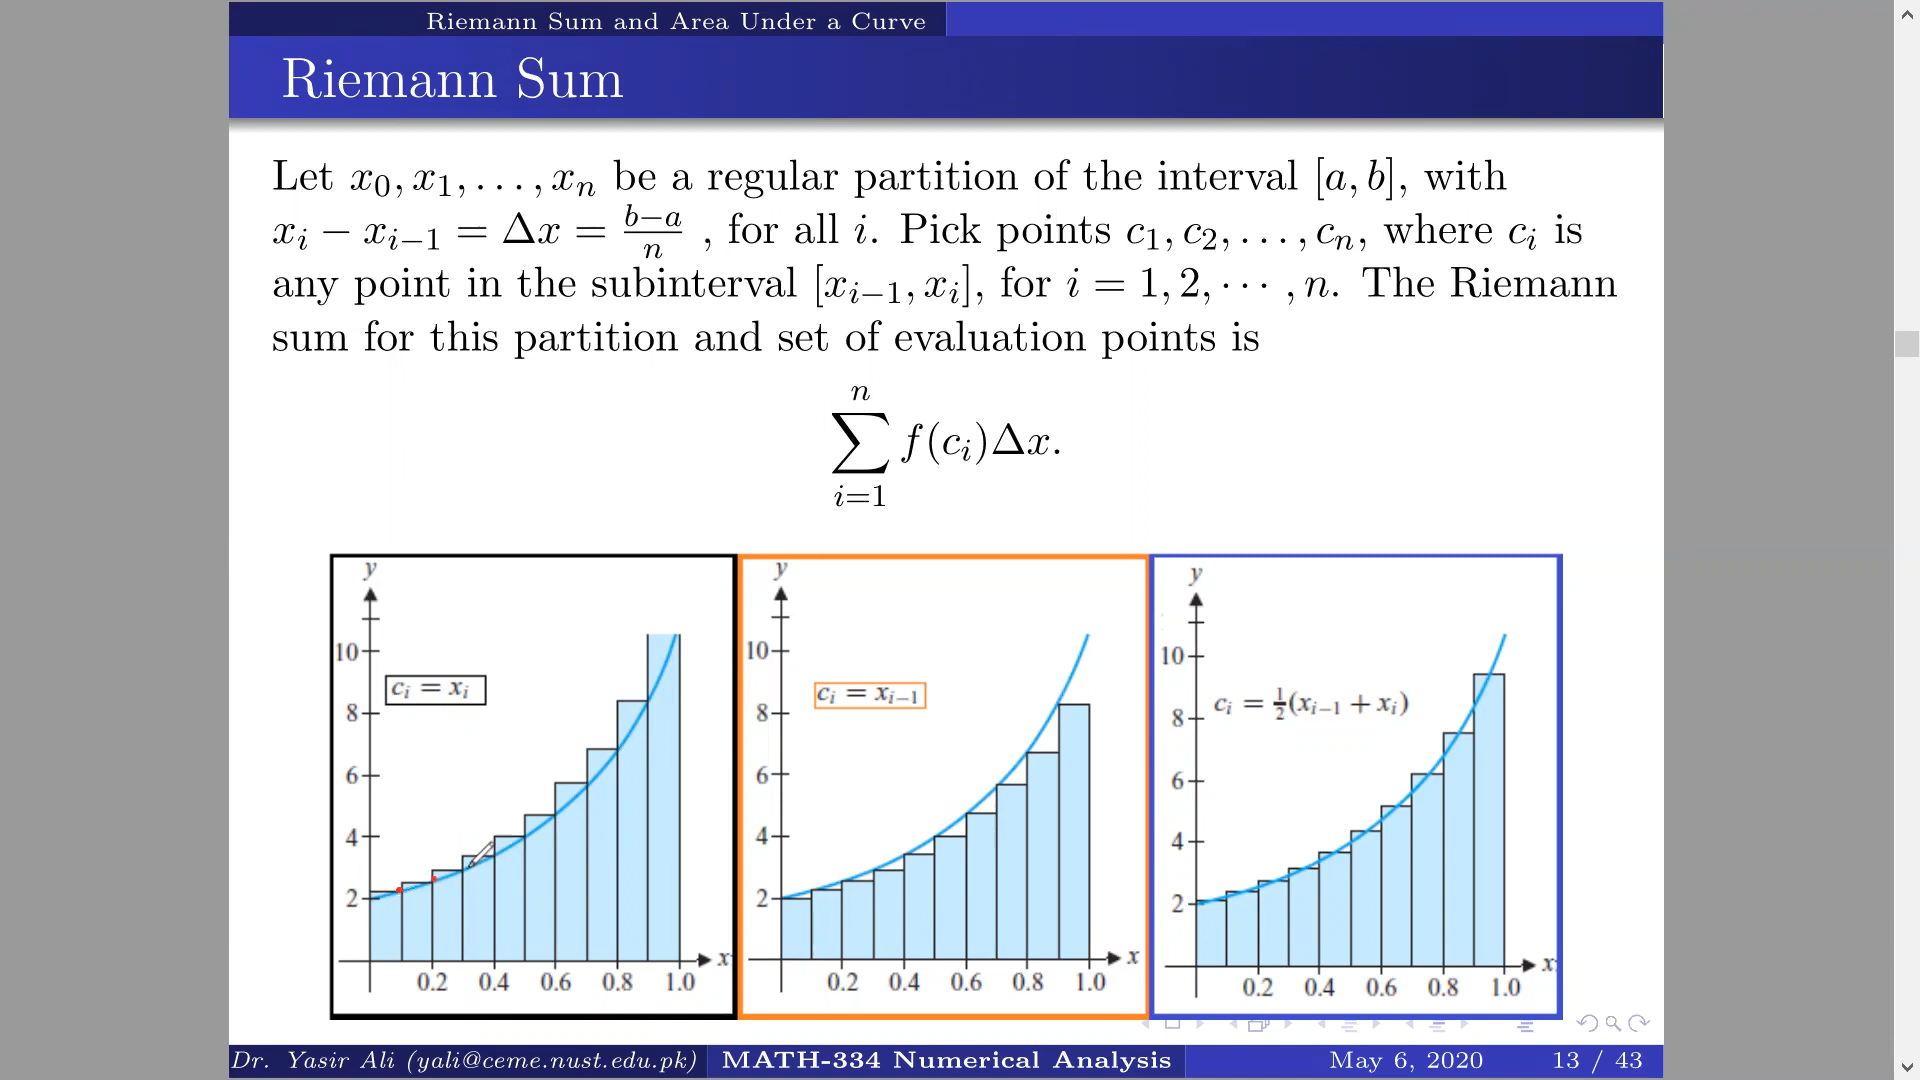 Riemann Sum and Area Under a Curve
Riemann Sum
Let x₀, x₁, . . . , xₙ be a regular partition of the interval [a, b], with
xᵢ − xᵢ₋₁ = Δx = (b−a)/n , for all i. Pick points c₁, c₂, . . . , cₙ, where cᵢ is
any point in the subinterval [xᵢ₋₁, xᵢ], for i = 1, 2, · · · , n. The Riemann
sum for this partition and set of evaluation points is
n
∑ f(cᵢ)Δx.
i=1
y
10
cᵢ = xᵢ
8
6
4
2
x
0.2 0.4 0.6 0.8 1.0
y
10
cᵢ = xᵢ₋₁
8
6
4
2
x
0.2 0.4 0.6 0.8 1.0
y
10
cᵢ = ½(xᵢ₋₁ + xᵢ)
8
6
4
2
x
0.2 0.4 0.6 0.8 1.0
Dr. Yasir Ali (yali@ceme.nust.edu.pk) MATH-334 Numerical Analysis May 6, 2020 13 / 43